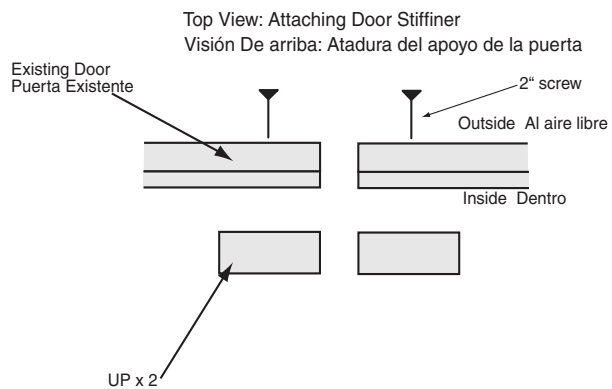 Top View: Attaching Door Stiffiner
Visión De arriba: Atadura del apoyo de la puerta
Existing Door
Puerta Existente
2“ screw
Outside Al aire libre
Inside Dentro
UP x 2